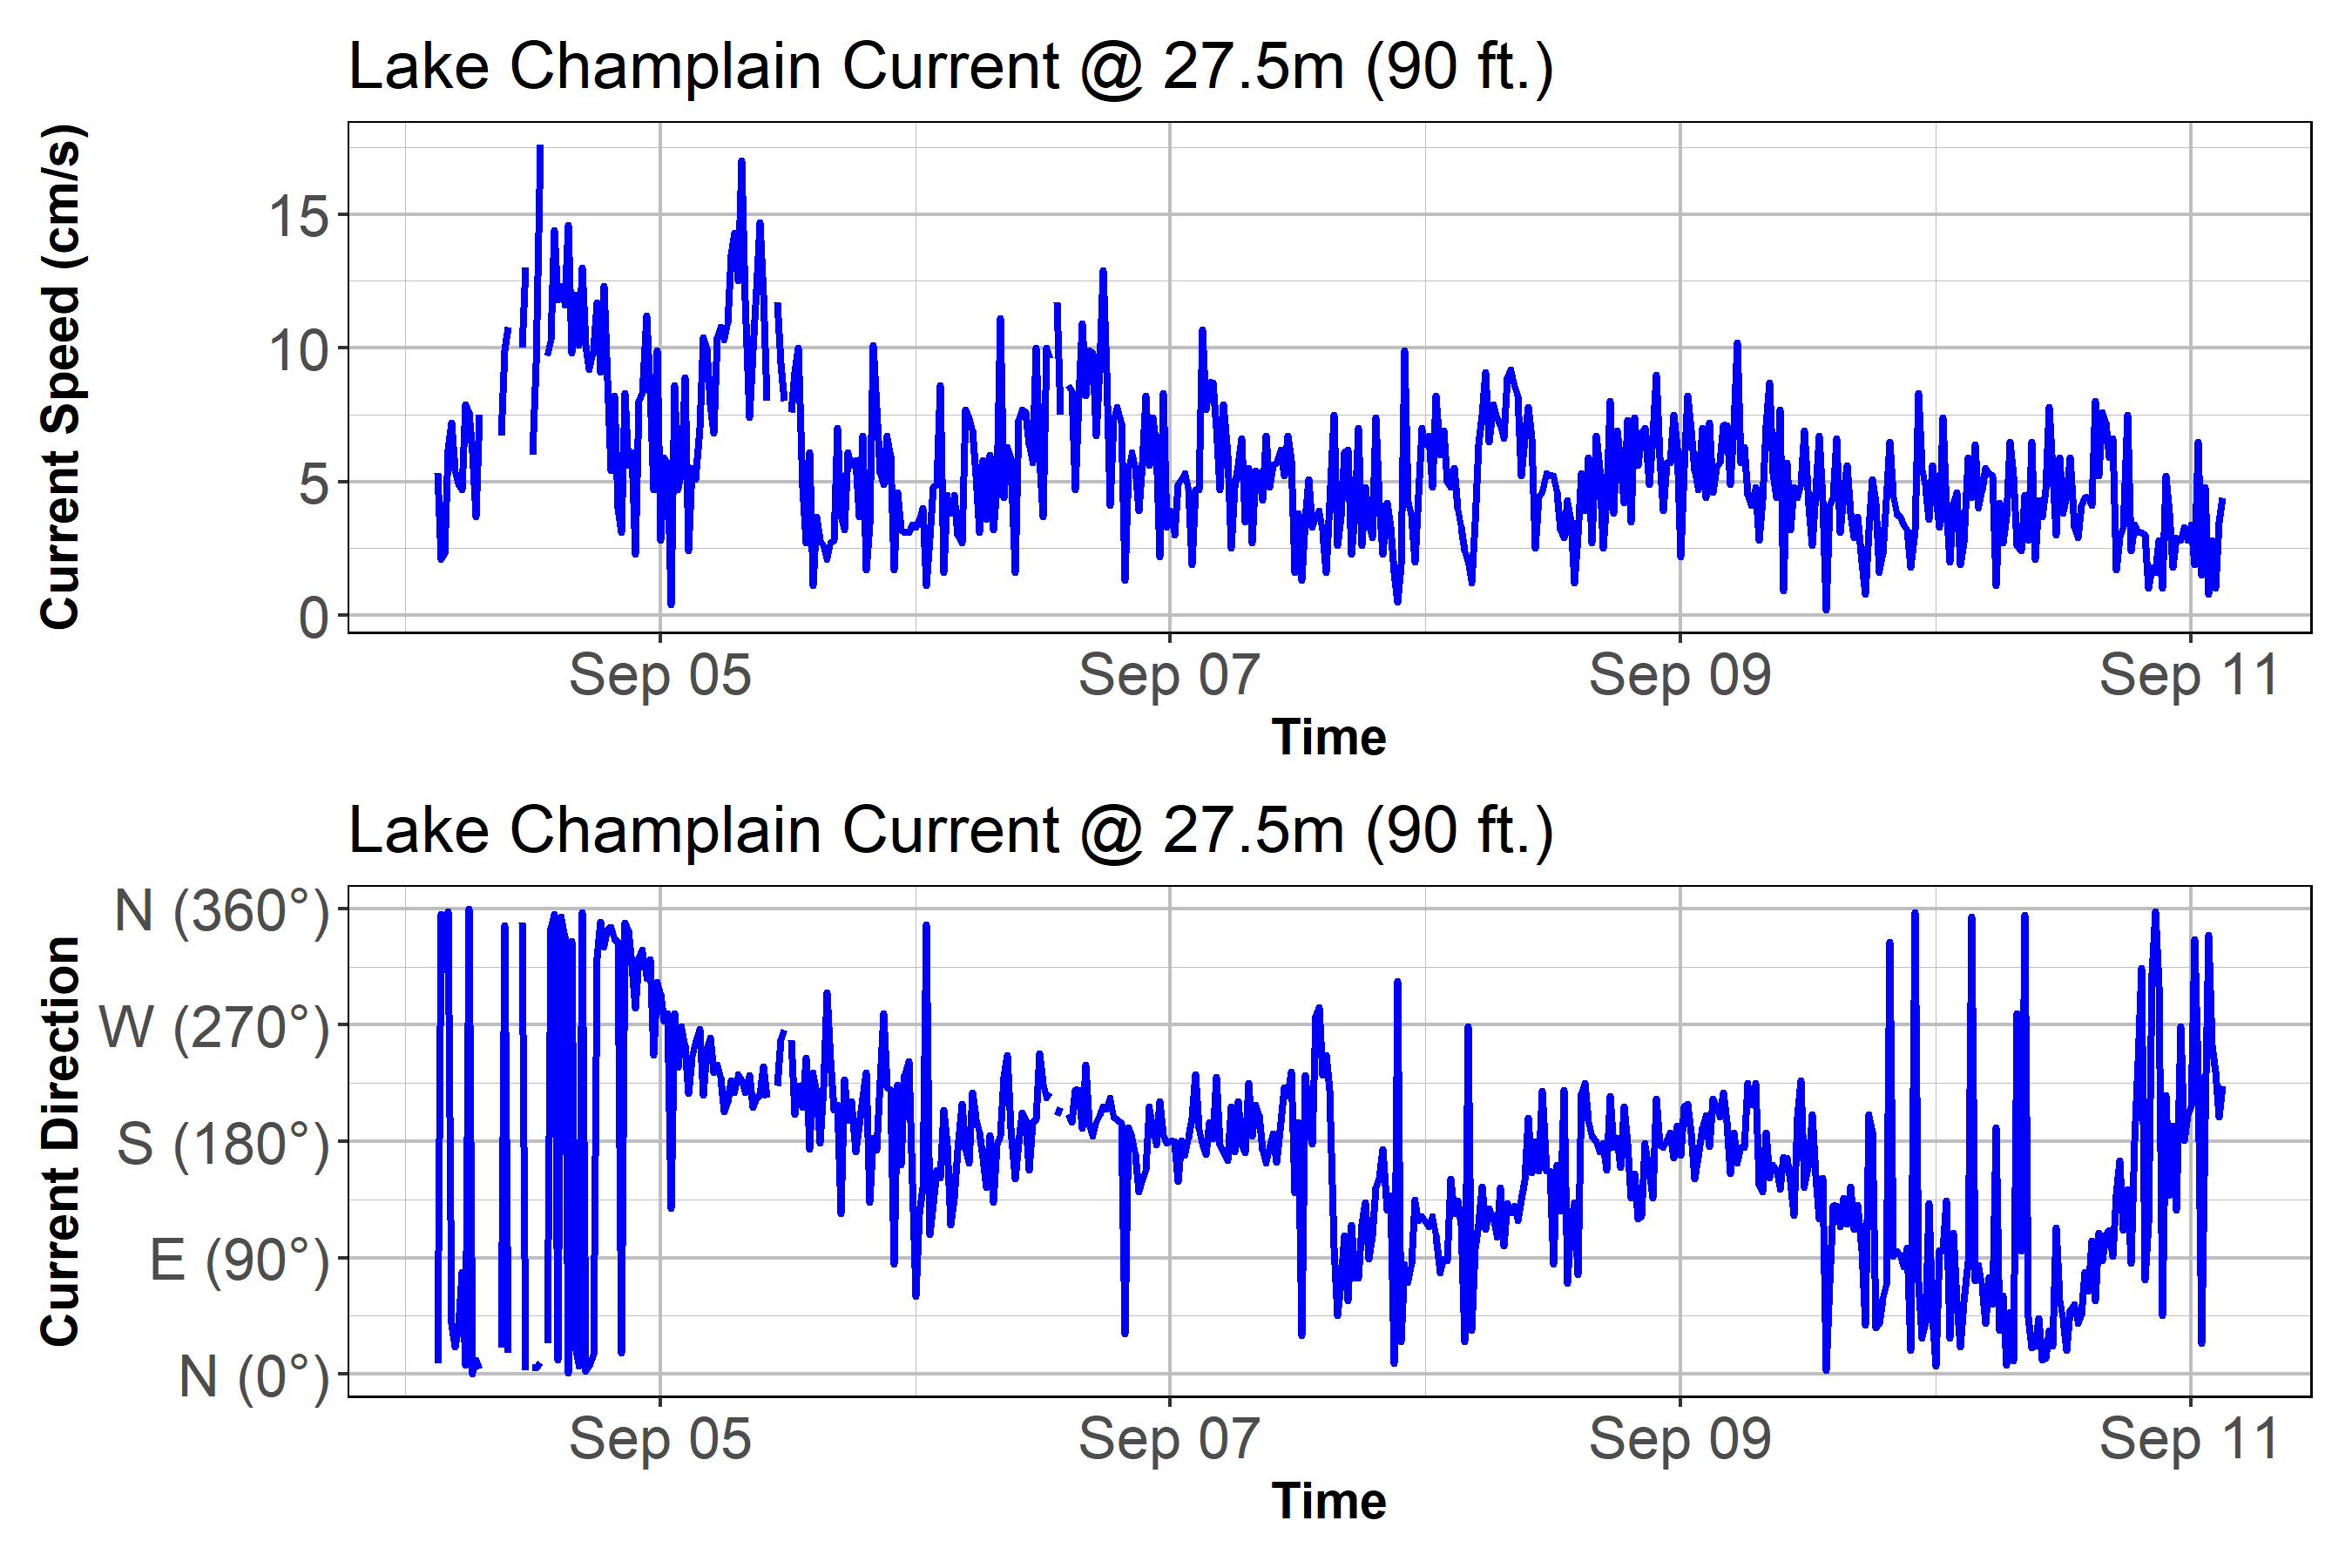 Lake Champlain Current @ 27.5m (90 ft.)
Current Speed (cm/s)
15
10
5
0
Sep 05 Sep 07 Sep 09 Sep 11
Time
Lake Champlain Current @ 27.5m (90 ft.)
Current Direction
N (360°)
W (270°)
S (180°)
E (90°)
N (0°)
Sep 05 Sep 07 Sep 09 Sep 11
Time